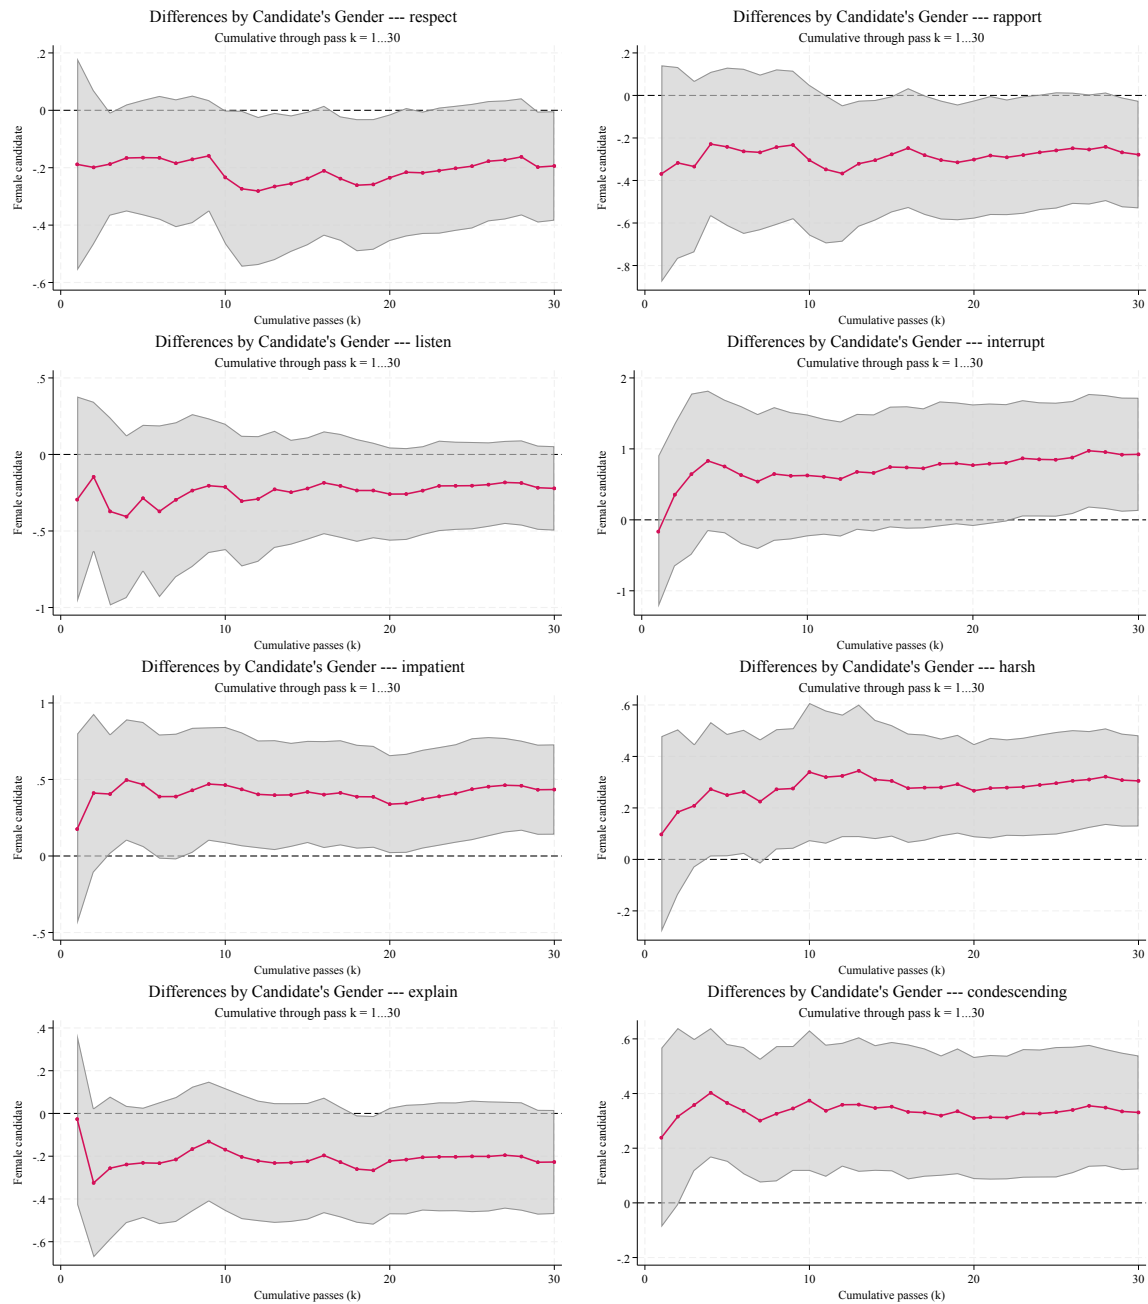 Differences by Candidate's Gender --- respect
Cumulative through pass k = 1...30
Female candidate
.2
0
-.2
-.4
-.6
0
10
20
30
Cumulative passes (k)
Differences by Candidate's Gender --- rapport
Cumulative through pass k = 1...30
Female candidate
.2
0
-.2
-.4
-.6
-.8
0
10
20
30
Cumulative passes (k)
Differences by Candidate's Gender --- listen
Cumulative through pass k = 1...30
Female candidate
.5
0
-.5
-1
0
10
20
30
Cumulative passes (k)
Differences by Candidate's Gender --- interrupt
Cumulative through pass k = 1...30
Female candidate
2
1
0
-1
0
10
20
30
Cumulative passes (k)
Differences by Candidate's Gender --- impatient
Cumulative through pass k = 1...30
Female candidate
1
.5
0
-.5
0
10
20
30
Cumulative passes (k)
Differences by Candidate's Gender --- harsh
Cumulative through pass k = 1...30
Female candidate
.6
.4
.2
0
-.2
0
10
20
30
Cumulative passes (k)
Differences by Candidate's Gender --- explain
Cumulative through pass k = 1...30
Female candidate
.4
.2
0
-.2
-.4
-.6
0
10
20
30
Cumulative passes (k)
Differences by Candidate's Gender --- condescending
Cumulative through pass k = 1...30
Female candidate
.6
.4
.2
0
-.2
0
10
20
30
Cumulative passes (k)